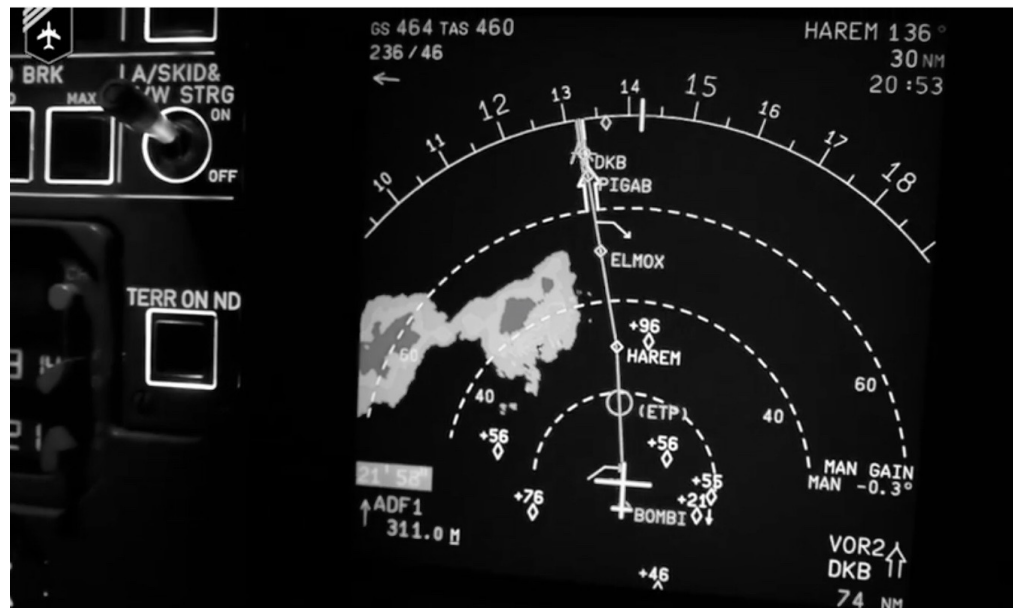 BRK
A/SKID&
N/W STRG
MAX
ON
OFF
TERR ON ND
GS 464 TAS 460
236/46
HAREM 136°
30 NM
20:53
10
11
12
13
14
15
16
17
18
DKB
PIGAB
ELMOX
+96
HAREM
60
60
40
40
(ETP)
+56
+56
+55
+76
+21
BOMBI
MAN GAIN
MAN -0.3°
21'58"
ADF1
311.0 M
VOR2
DKB
74 NM
+46